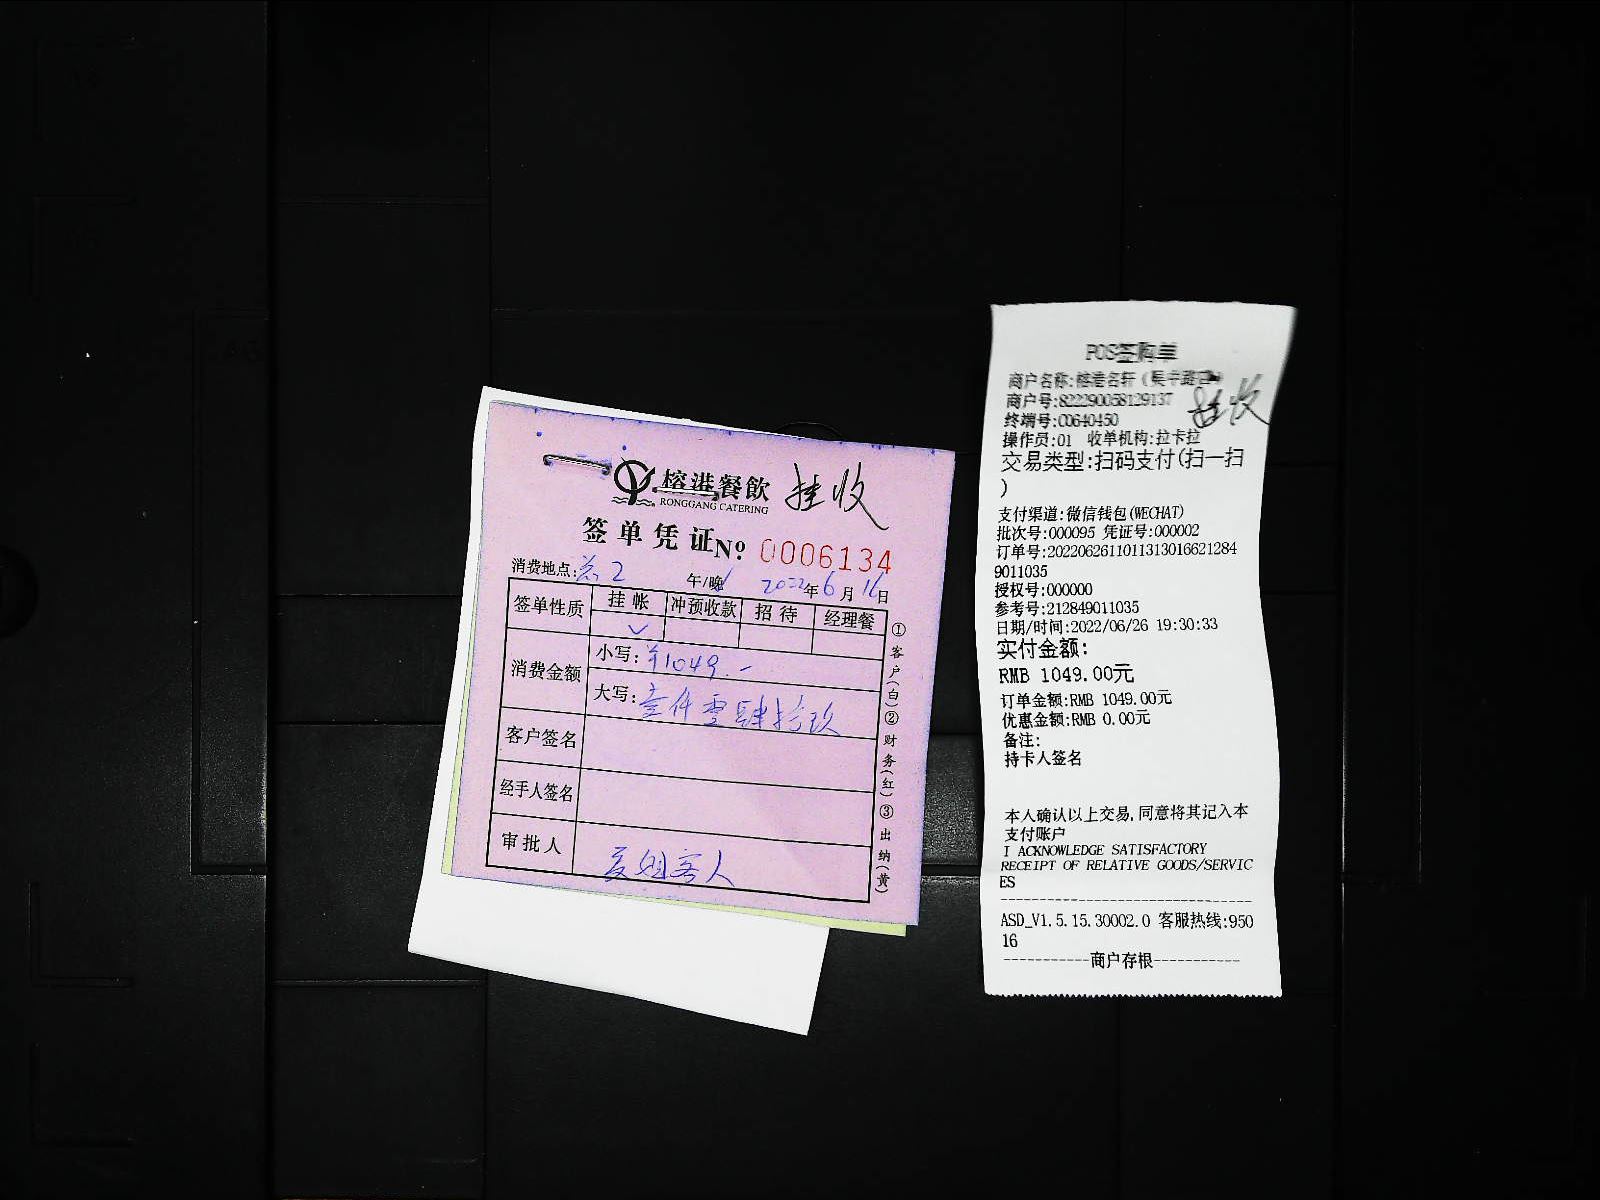 榕港餐飲 挂收
RONGGANG CATERING
签单凭证 No 0006134
消费地点: 2 午/晚 2022年6月16日
签单性质 挂帐 冲预收款 招待 经理餐
✓
消费金额 小写: ¥1049.-
大写: 壹仟零肆拾玖
客户签名
经手人签名
审批人
①客户(白)②财务(红)③出纳(黄)
POS签购单
商户名称:榕港名轩
商户号:822290058129137
挂收
终端号:00640450
操作员:01 收单机构:拉卡拉
交易类型:扫码支付(扫一扫
)
支付渠道:微信钱包(WECHAT)
批次号:000095 凭证号:000002
订单号:20220626110113130166212849011035
授权号:000000
参考号:212849011035
日期/时间:2022/06/26 19:30:33
实付金额:
RMB 1049.00元
订单金额:RMB 1049.00元
优惠金额:RMB 0.00元
备注:
持卡人签名
本人确认以上交易,同意将其记入本
支付账户
I ACKNOWLEDGE SATISFACTORY
RECEIPT OF RELATIVE GOODS/SERVIC
ES
ASD_V1.5.15.30002.0 客服热线:950
16
-----------商户存根-----------